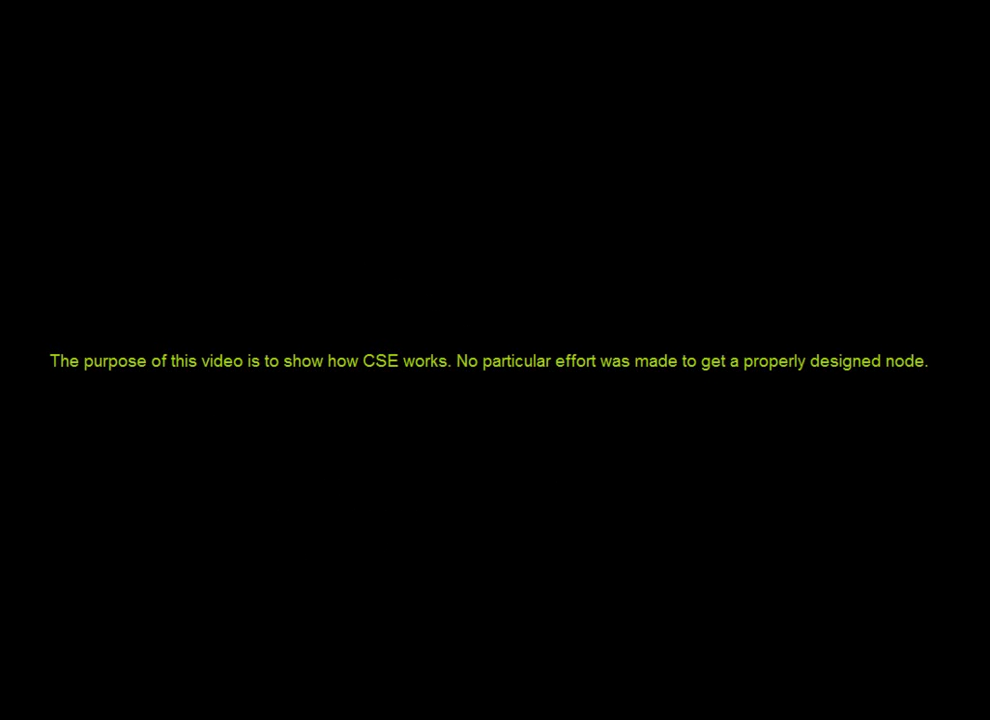 The purpose of this video is to show how CSE works. No particular effort was made to get a properly designed node.